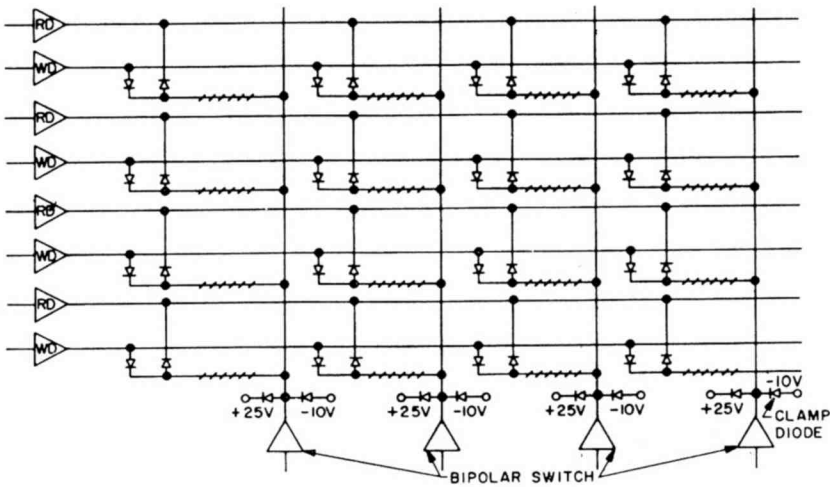 RD
WD
RD
WD
RD
WD
RD
WD
+25V -10V +25V -10V +25V -10V +25V -10V
CLAMP
DIODE
BIPOLAR SWITCH